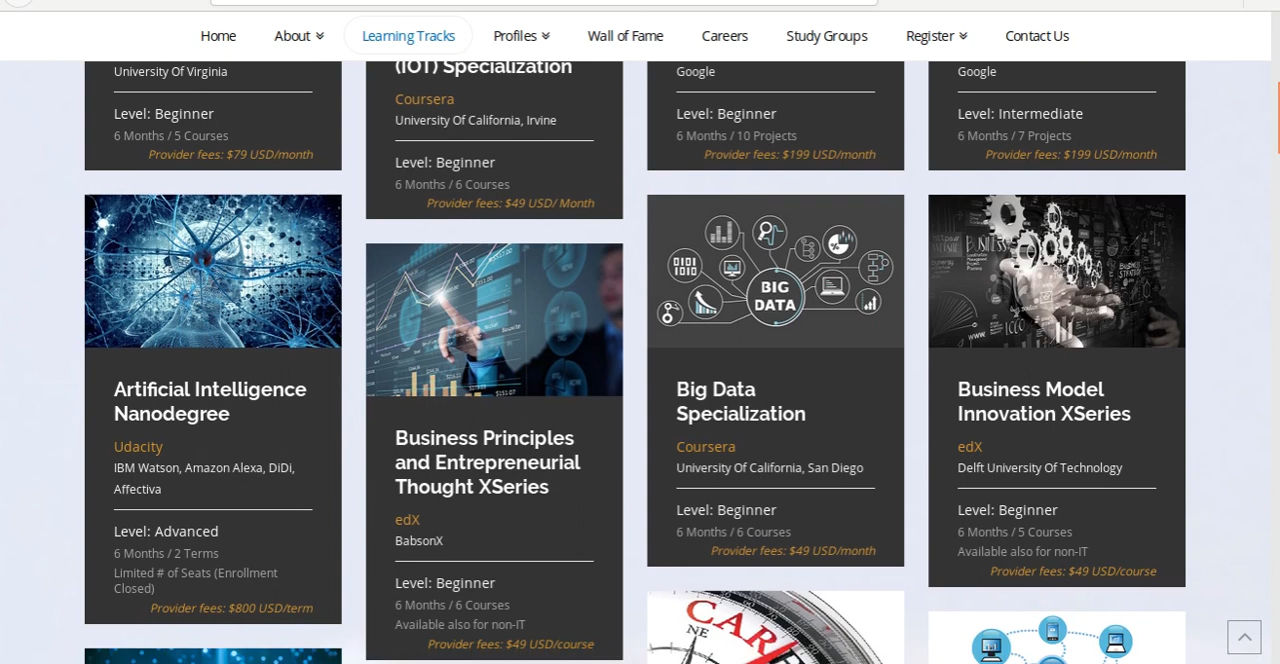 Home
About
Learning Tracks
Profiles
Wall of Fame
Careers
Study Groups
Register
Contact Us
University Of Virginia
Level: Beginner
6 Months / 5 Courses
Provider fees: $79 USD/month
(IOT) Specialization
Coursera
University Of California, Irvine
Level: Beginner
6 Months / 6 Courses
Provider fees: $49 USD/ Month
Google
Level: Beginner
6 Months / 10 Projects
Provider fees: $199 USD/month
Google
Level: Intermediate
6 Months / 7 Projects
Provider fees: $199 USD/month
Artificial Intelligence
Nanodegree
Udacity
IBM Watson, Amazon Alexa, DiDi,
Affectiva
Level: Advanced
6 Months / 2 Terms
Limited # of Seats (Enrollment
Closed)
Provider fees: $800 USD/term
Business Principles
and Entrepreneurial
Thought XSeries
edX
BabsonX
Level: Beginner
6 Months / 6 Courses
Available also for non-IT
Provider fees: $49 USD/course
BIG
DATA
Big Data
Specialization
Coursera
University Of California, San Diego
Level: Beginner
6 Months / 6 Courses
Provider fees: $49 USD/month
BUSINESS
Business Model
Innovation XSeries
edX
Delft University Of Technology
Level: Beginner
6 Months / 5 Courses
Available also for non-IT
Provider fees: $49 USD/course
NE